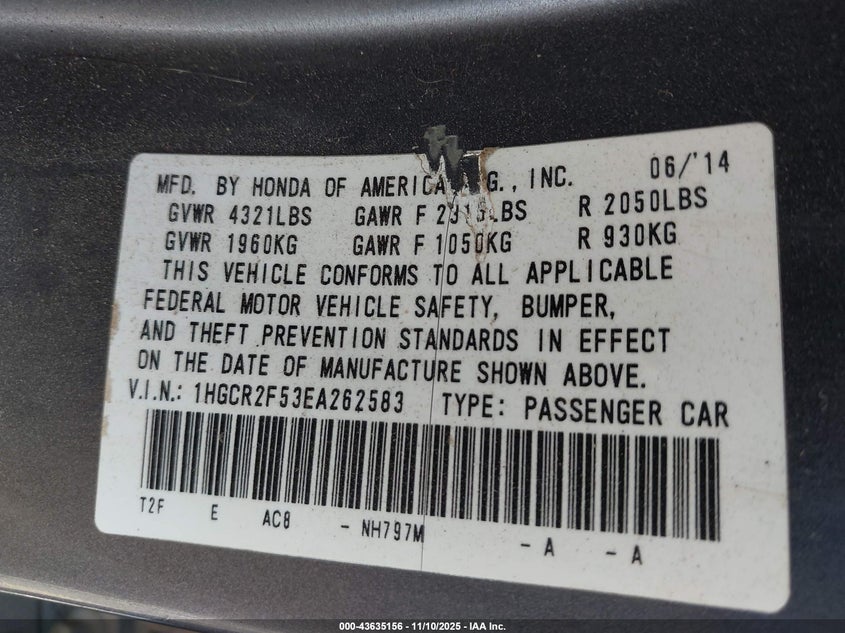 MFD. BY HONDA OF AMERICA G., INC. 06/'14
GVWR 4321LBS GAWR F LBS R 2050LBS
GVWR 1960KG GAWR F 1050KG R 930KG
THIS VEHICLE CONFORMS TO ALL APPLICABLE
FEDERAL MOTOR VEHICLE SAFETY, BUMPER,
AND THEFT PREVENTION STANDARDS IN EFFECT
ON THE DATE OF MANUFACTURE SHOWN ABOVE.
V.I.N.: 1HGCR2F53EA262583 TYPE: PASSENGER CAR
T2F E AC8 - NH797M - A - A
000-43635156 - 11/10/2025 - IAA Inc.